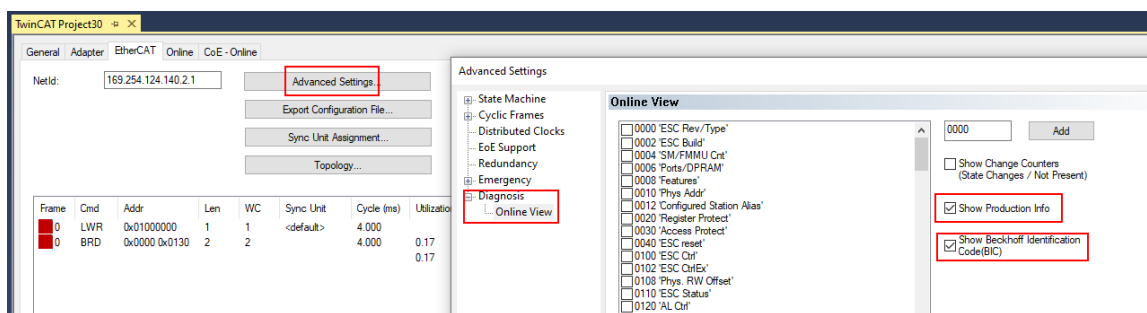 TwinCAT Project30
General Adapter EtherCAT Online CoE - Online
NetId: 169.254.124.140.2.1
Advanced Settings...
Export Configuration File...
Sync Unit Assignment...
Topology...
Frame Cmd Addr Len WC Sync Unit Cycle (ms) Utilizatio
0 LWR 0x01000000 1 1 <default> 4.000
0 BRD 0x0000 0x0130 2 2 4.000 0.17
0.17
Advanced Settings
State Machine
Cyclic Frames
Distributed Clocks
EoE Support
Redundancy
Emergency
Diagnosis
Online View
Online View
0000 'ESC Rev/Type'
0002 'ESC Build'
0004 'SM/FMMU Cnt'
0006 'Ports/DPRAM'
0008 'Features'
0010 'Phys Addr'
0012 'Configured Station Alias'
0020 'Register Protect'
0030 'Access Protect'
0040 'ESC reset'
0100 'ESC Ctrl'
0102 'ESC CtrlEx'
0108 'Phys. RW Offset'
0110 'ESC Status'
0120 'AL Ctrl'
0000 Add
Show Change Counters
(State Changes / Not Present)
Show Production Info
Show Beckhoff Identification
Code(BIC)